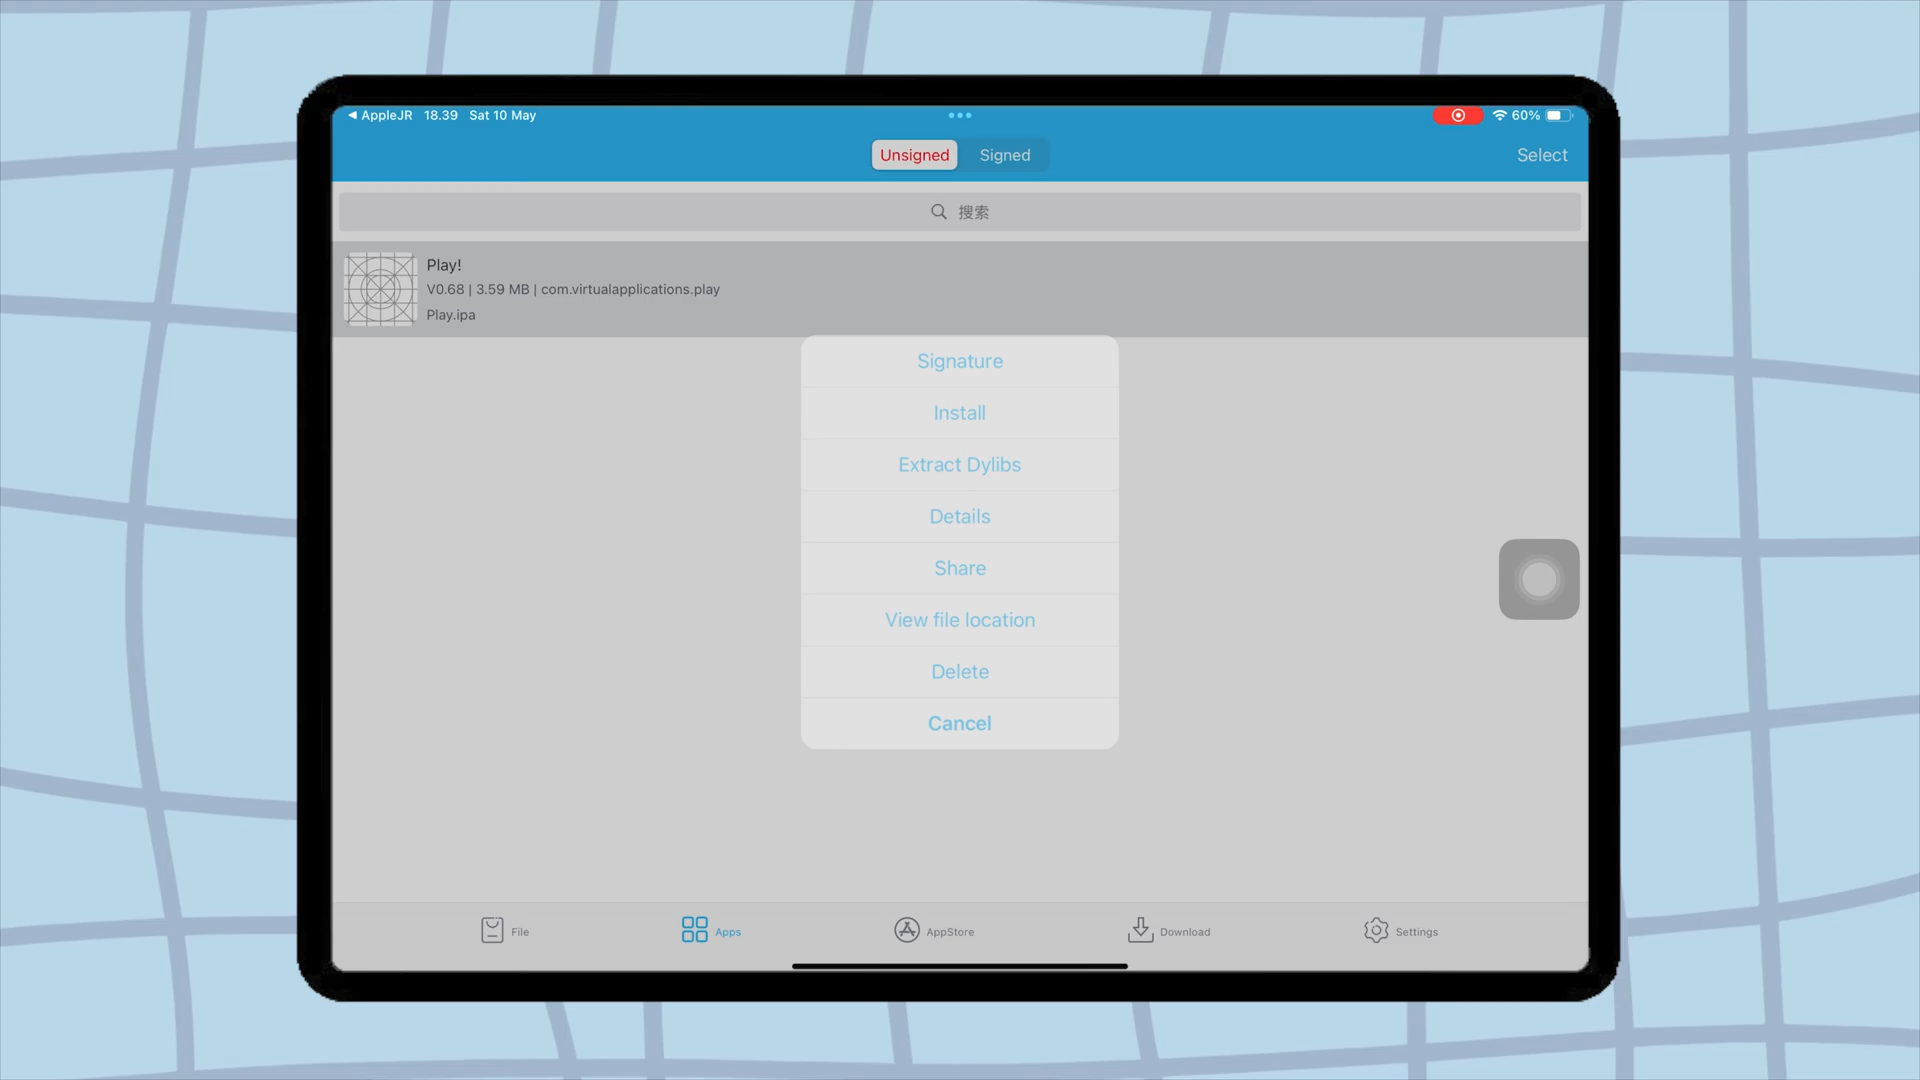 AppleJR 18.39 Sat 10 May
60%
Unsigned Signed Select
搜索
Play!
V0.68 | 3.59 MB | com.virtualapplications.play
Play.ipa
Signature
Install
Extract Dylibs
Details
Share
View file location
Delete
Cancel
File Apps AppStore Download Settings